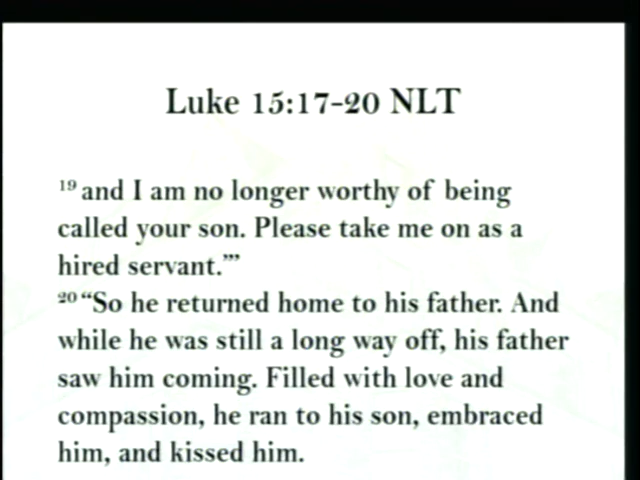 Luke 15:17-20 NLT
19 and I am no longer worthy of being
called your son. Please take me on as a
hired servant.”’
20 “So he returned home to his father. And
while he was still a long way off, his father
saw him coming. Filled with love and
compassion, he ran to his son, embraced
him, and kissed him.